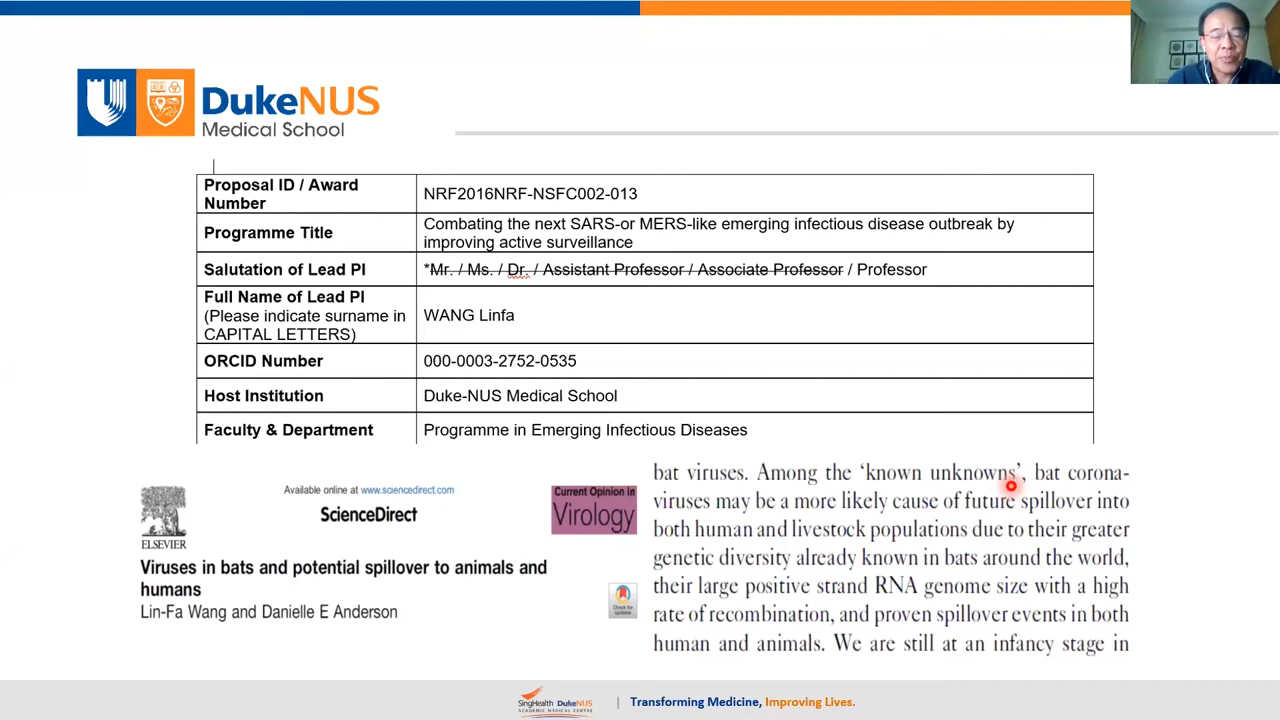 DukeNUS
Medical School
Proposal ID / Award
Number
NRF2016NRF-NSFC002-013
Programme Title
Combating the next SARS-or MERS-like emerging infectious disease outbreak by
improving active surveillance
Salutation of Lead PI
*Mr. / Ms. / Dr. / Assistant Professor / Associate Professor / Professor
Full Name of Lead PI
(Please indicate surname in
CAPITAL LETTERS)
WANG Linfa
ORCID Number
000-0003-2752-0535
Host Institution
Duke-NUS Medical School
Faculty & Department
Programme in Emerging Infectious Diseases
ELSEVIER
Available online at www.sciencedirect.com
ScienceDirect
Current Opinion in
Virology
Viruses in bats and potential spillover to animals and
humans
Lin-Fa Wang and Danielle E Anderson
Check for
updates
bat viruses. Among the ‘known unknowns’, bat corona-
viruses may be a more likely cause of future spillover into
both human and livestock populations due to their greater
genetic diversity already known in bats around the world,
their large positive strand RNA genome size with a high
rate of recombination, and proven spillover events in both
human and animals. We are still at an infancy stage in
SingHealth DukeNUS
ACADEMIC MEDICAL CENTRE
Transforming Medicine, Improving Lives.